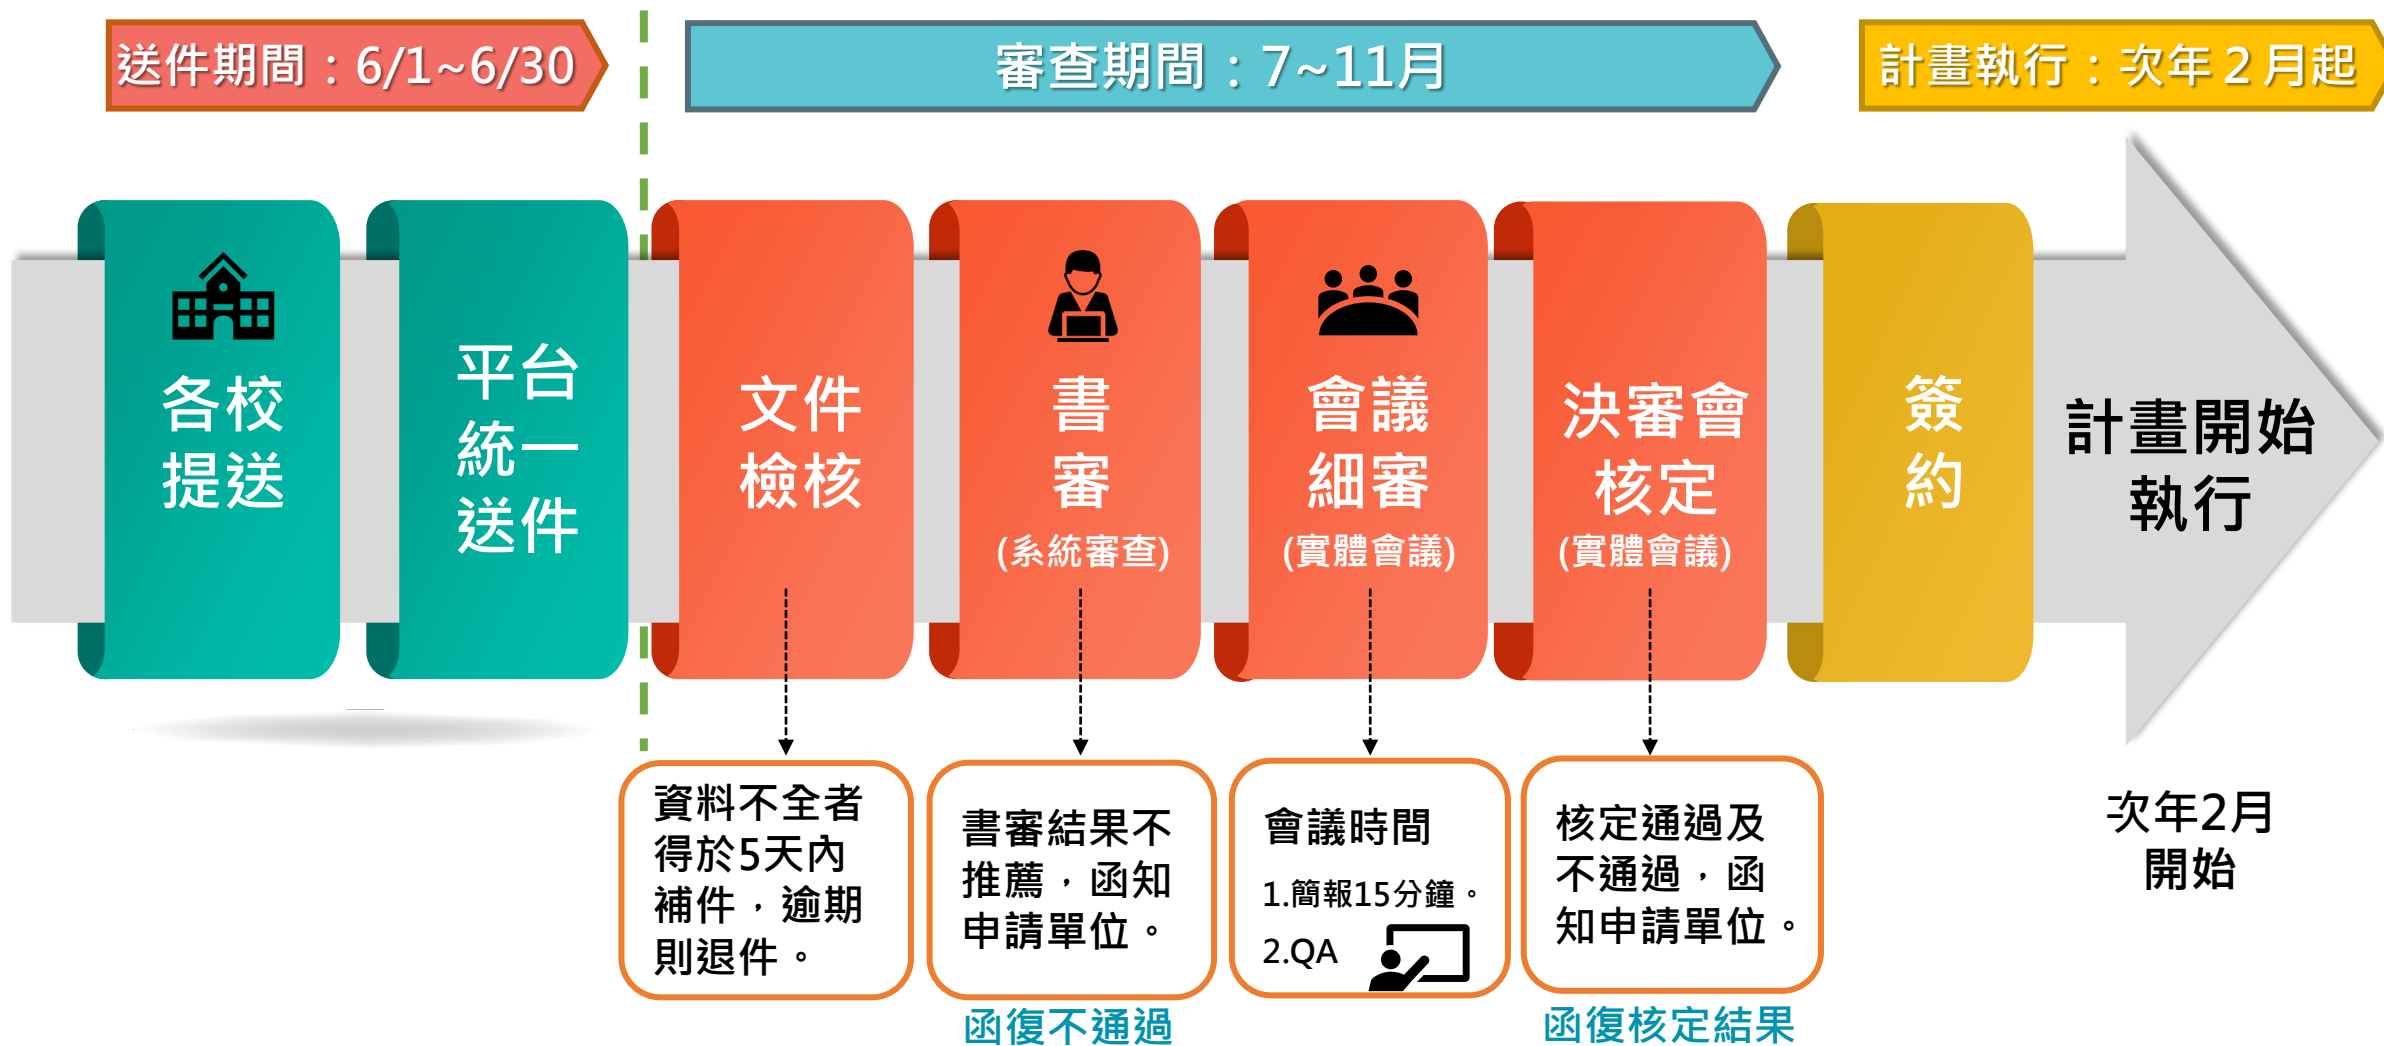 送件期間：6/1~6/30
審查期間：7~11月
計畫執行：次年2月起
各校
提送
平台
統一
送件
文件
檢核
書
審
(系統審查)
會議
細審
(實體會議)
決審會
核定
(實體會議)
簽
約
計畫開始
執行
資料不全者
得於5天內
補件，逾期
則退件。
書審結果不
推薦，函知
申請單位。
函復不通過
會議時間
1.簡報15分鐘。
2.QA
核定通過及
不通過，函
知申請單位。
函復核定結果
次年2月
開始